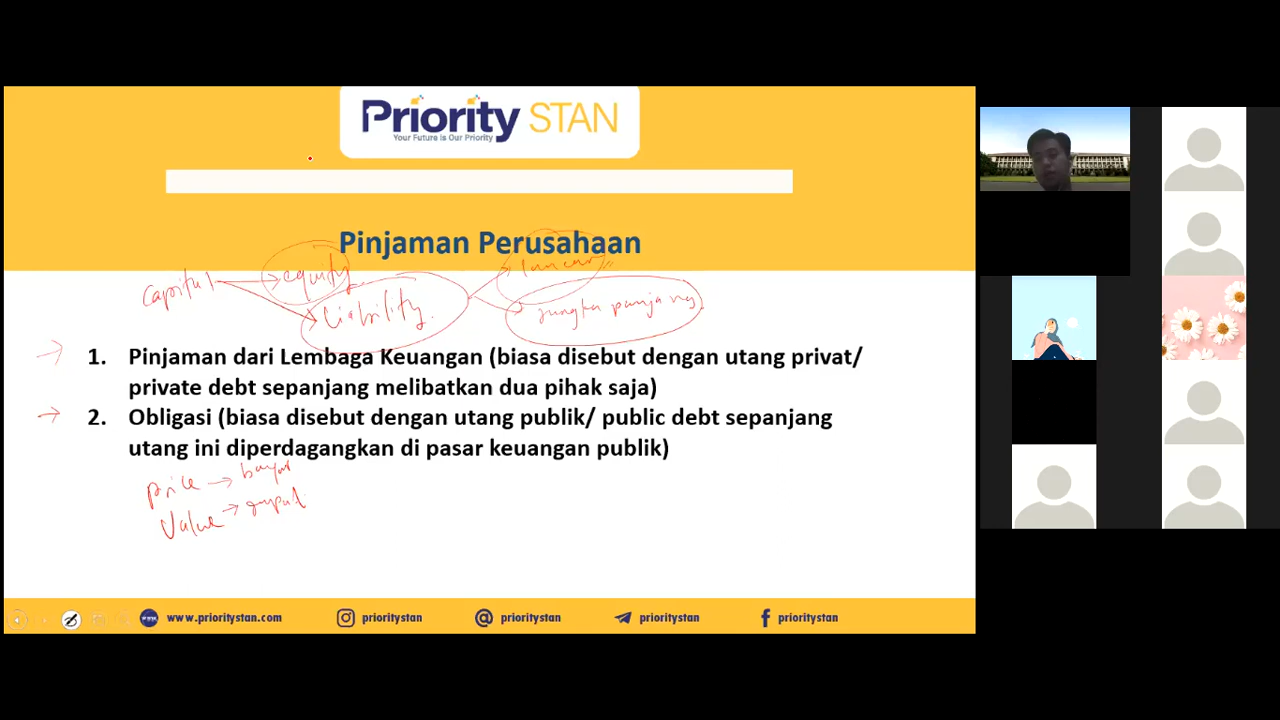 Priority STAN
Your Future Is Our Priority
Pinjaman Perusahaan
capital → equity
→ Liability
→ lancar
→ jangka panjang
→ 1. Pinjaman dari Lembaga Keuangan (biasa disebut dengan utang privat/
private debt sepanjang melibatkan dua pihak saja)
→ 2. Obligasi (biasa disebut dengan utang publik/ public debt sepanjang
utang ini diperdagangkan di pasar keuangan publik)
price → bayar
Value →
www.prioritystan.com prioritystan prioritystan prioritystan prioritystan